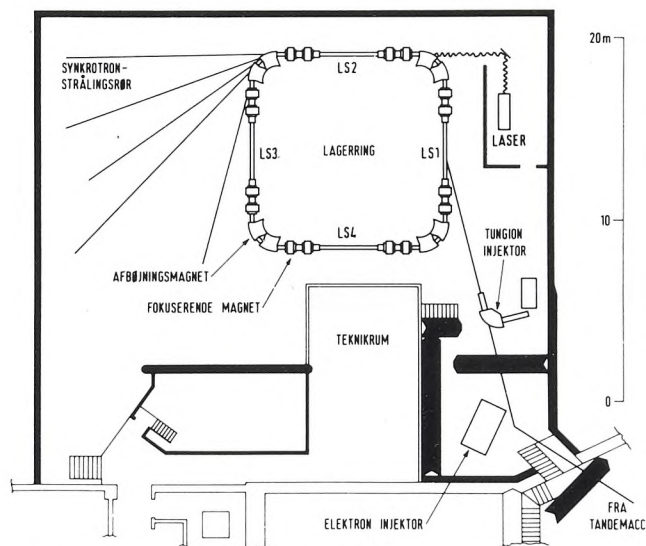 20m
LS2
SYNKROTRON-
STRÅLINGSRØR
LASER
LS3
LAGERRING
LS1
10
TUNGION
INJEKTOR
LS4
AFBØJNINGSMAGNET
FOKUSERENDE MAGNET
TEKNIKRUM
0
ELEKTRON INJEKTOR
FRA
TANDEMACC